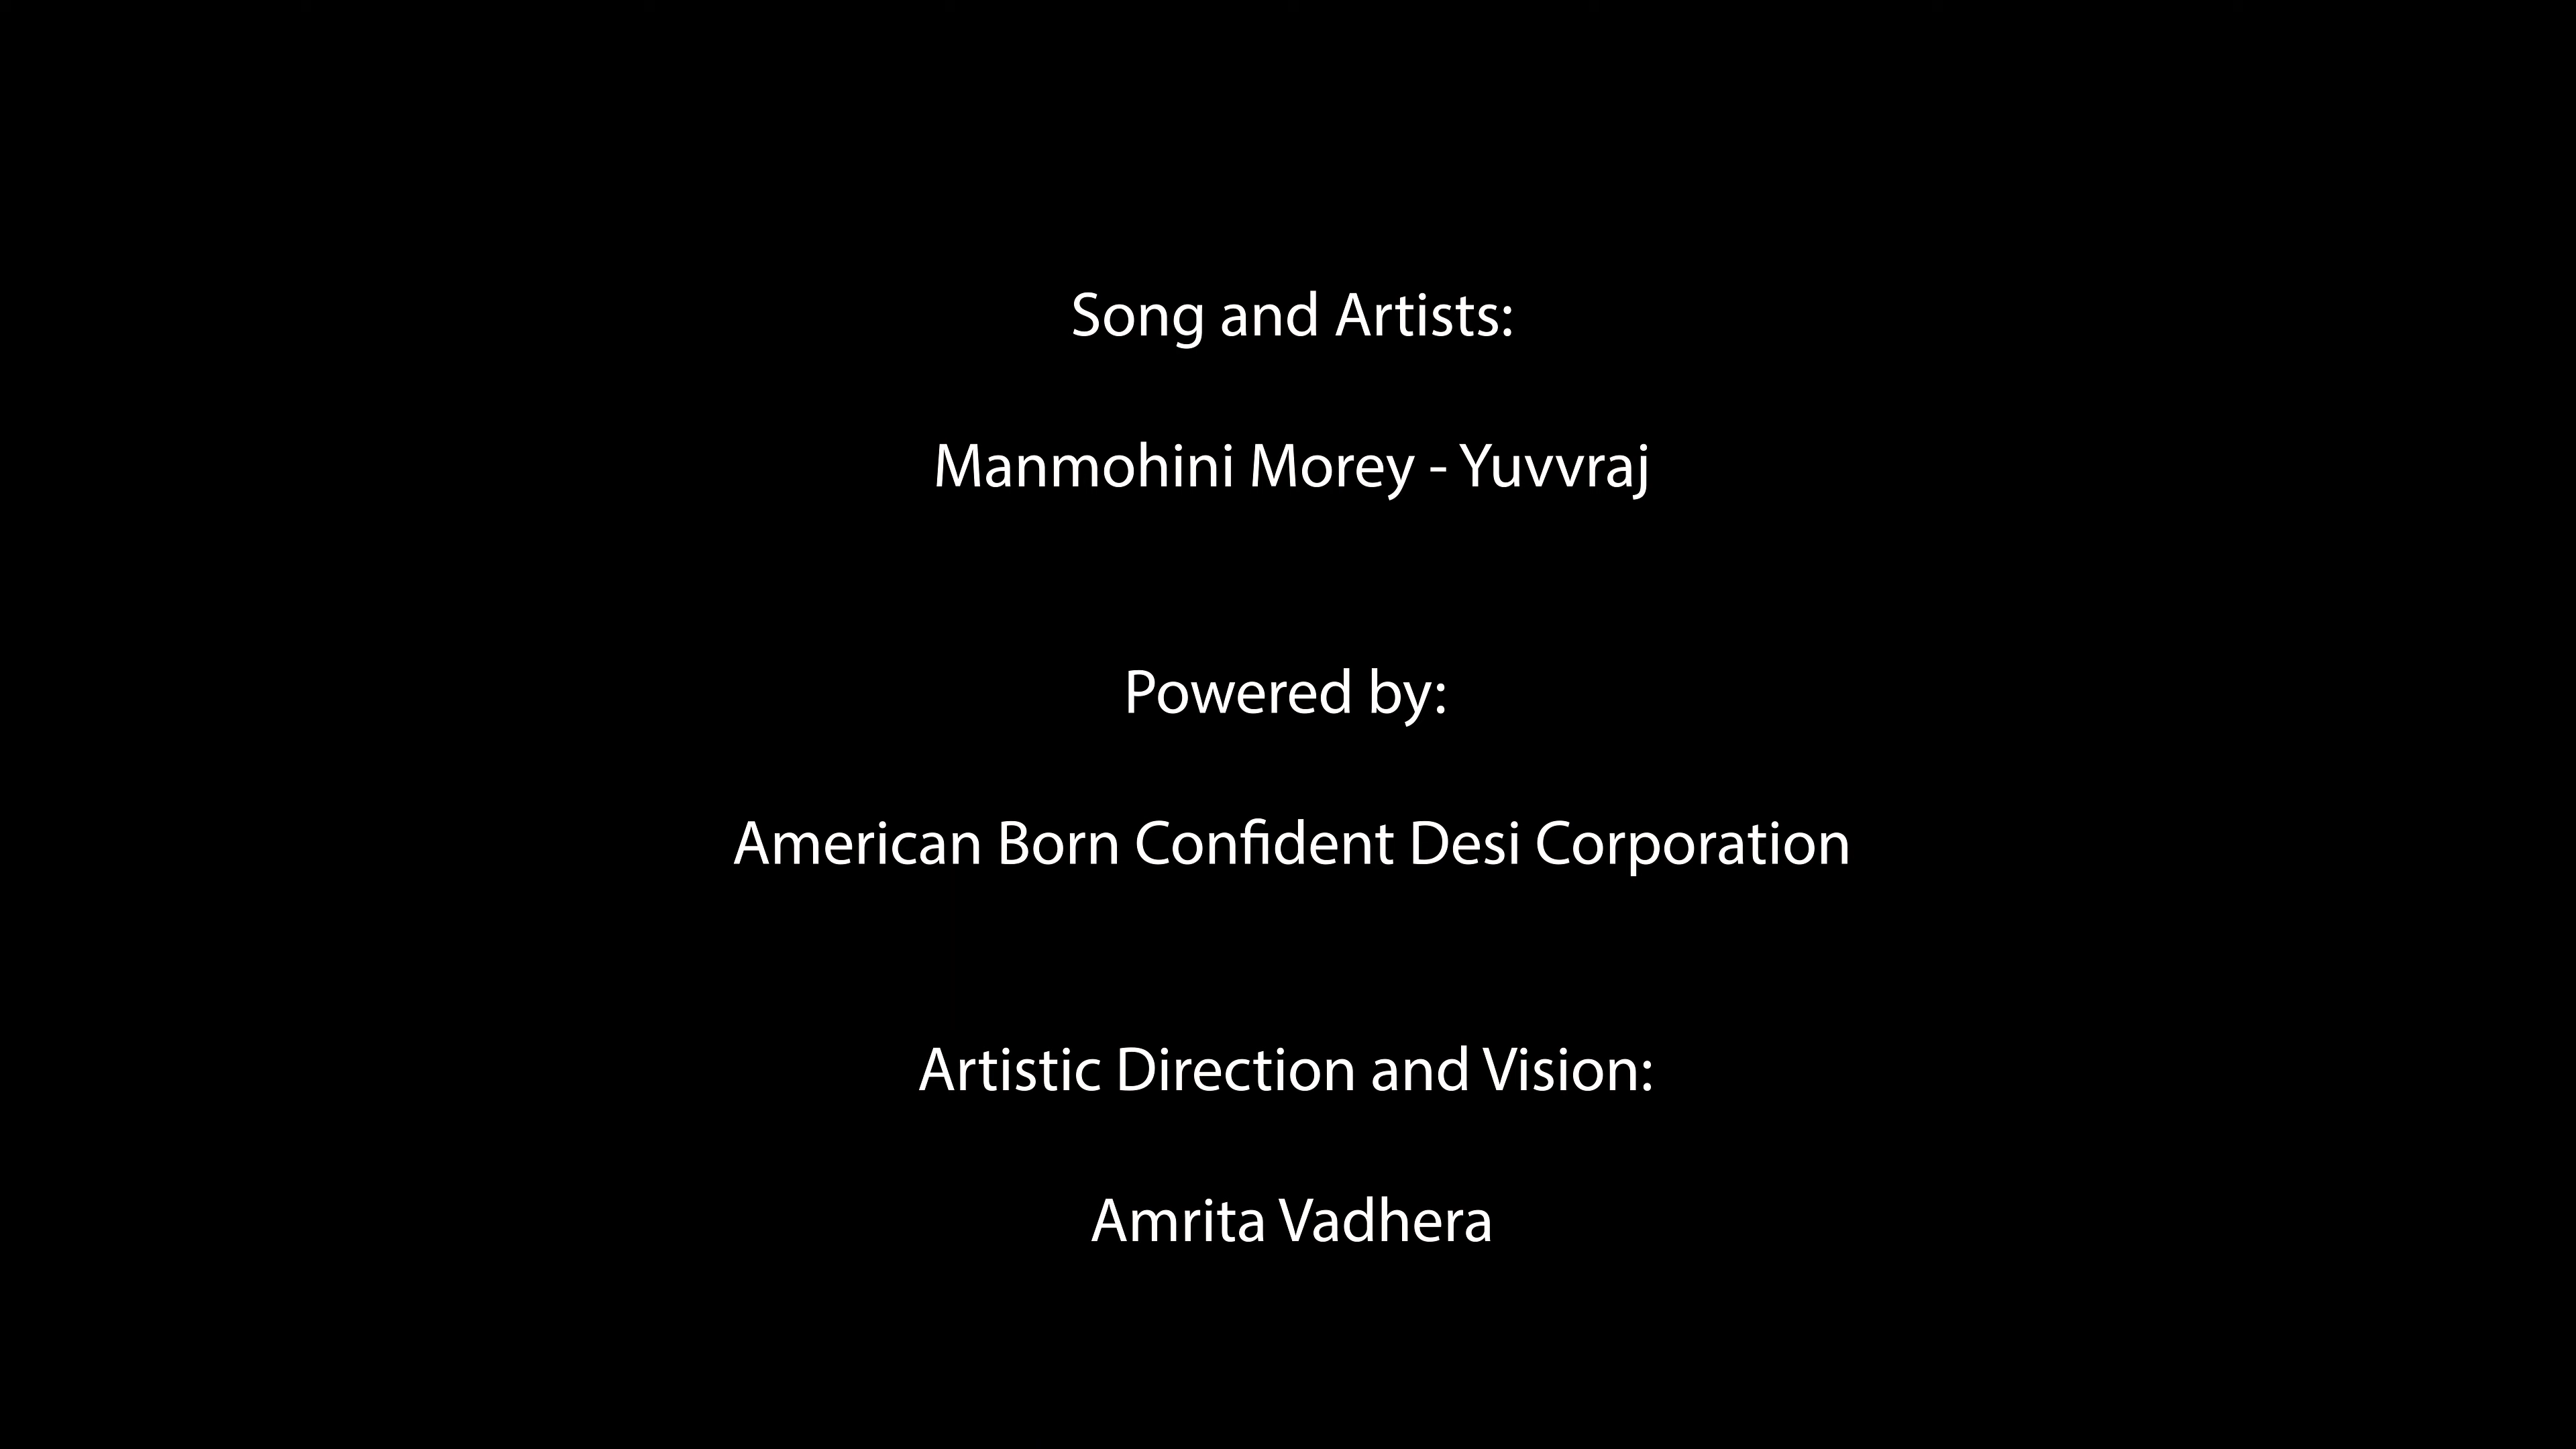 Song and Artists:
Manmohini Morey - Yuvvraj
Powered by:
American Born Confident Desi Corporation
Artistic Direction and Vision:
Amrita Vadhera